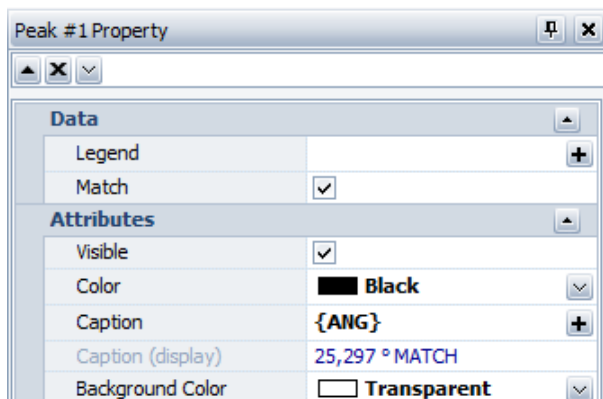 Peak #1 Property
Data
Legend
Match
Attributes
Visible
Color Black
Caption {ANG}
Caption (display) 25,297 ° MATCH
Background Color Transparent